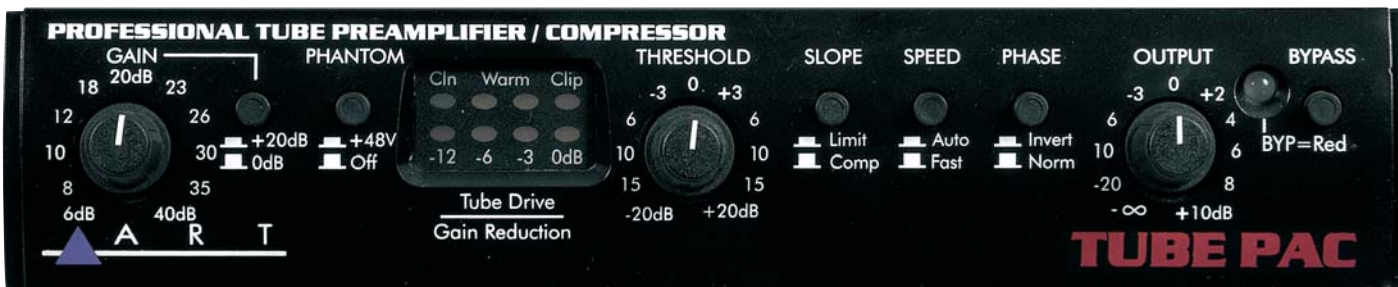 PROFESSIONAL TUBE PREAMPLIFIER / COMPRESSOR
GAIN
20dB
18
23
12
26
10
30
8
35
6dB
40dB
+20dB
0dB
PHANTOM
+48V
Off
Cln Warm Clip
-12 -6 -3 0dB
Tube Drive
Gain Reduction
THRESHOLD
0
-3
+3
6
6
10
10
15
15
-20dB
+20dB
SLOPE
Limit
Comp
SPEED
Auto
Fast
PHASE
Invert
Norm
OUTPUT
0
-3
+2
6
4
10
6
-20
8
-∞
+10dB
BYPASS
BYP=Red
A R T
TUBE PAC